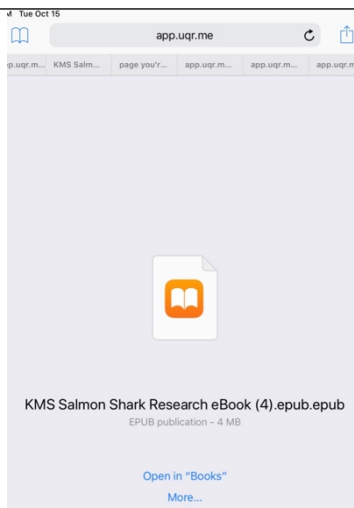 Tue Oct 15
app.uqr.me
p.uqr.m... KMS Salm... page you'r... app.uqr.m... app.uqr.m... app.uqr.m
KMS Salmon Shark Research eBook (4).epub.epub
EPUB publication - 4 MB
Open in “Books”
More...